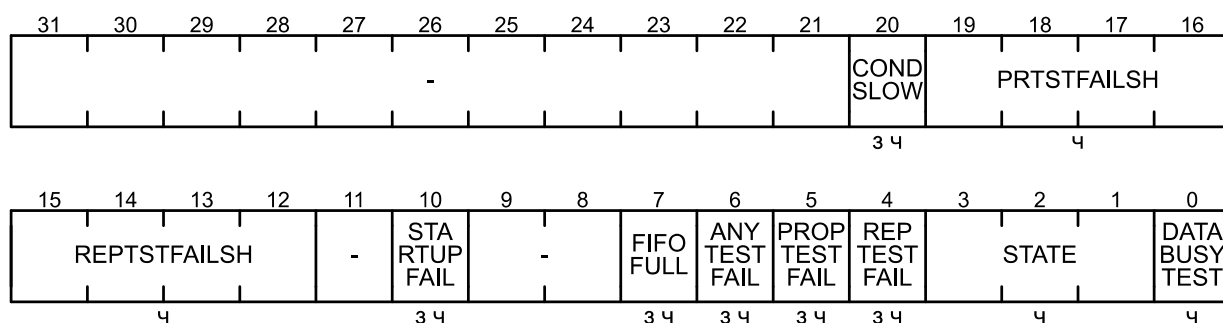 31 30 29 28 27 26 25 24 23 22 21 20 19 18 17 16
- COND SLOW PRTSTFAILSH
з ч ч
15 14 13 12 11 10 9 8 7 6 5 4 3 2 1 0
REPTSTFAILSH - STA RTUP FAIL - FIFO FULL ANY TEST FAIL PROP TEST FAIL REP TEST FAIL STATE DATA BUSY TEST
ч з ч з ч з ч з ч з ч ч ч